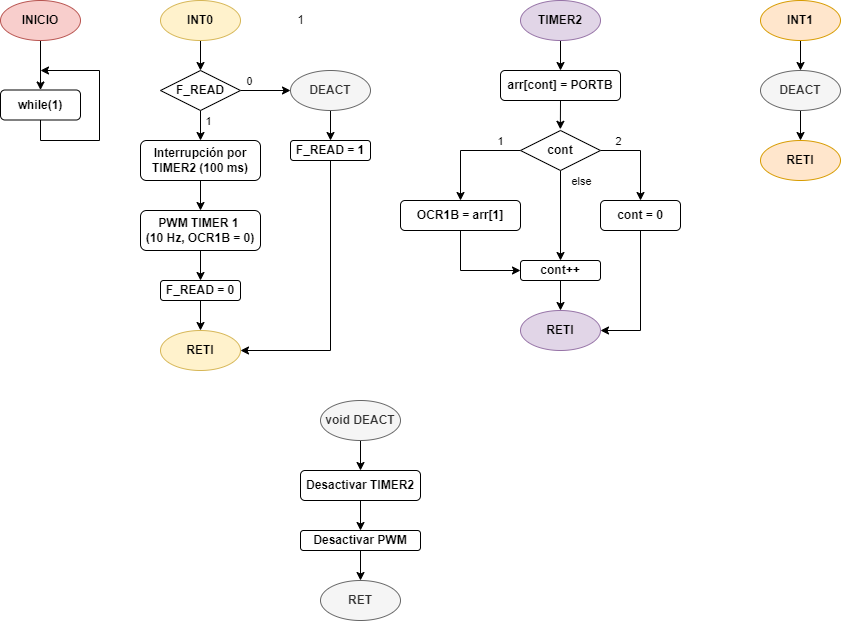 INICIO
while(1)
INT0
1
F_READ
0
1
DEACT
Interrupción por
TIMER2 (100 ms)
F_READ = 1
PWM TIMER 1
(10 Hz, OCR1B = 0)
F_READ = 0
RETI
TIMER2
arr[cont] = PORTB
cont
1
2
else
OCR1B = arr[1]
cont = 0
cont++
RETI
INT1
DEACT
RETI
void DEACT
Desactivar TIMER2
Desactivar PWM
RET